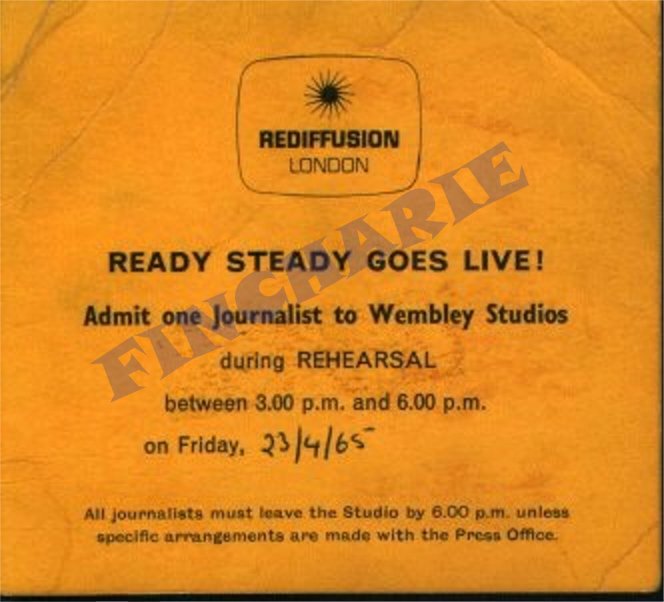 REDIFFUSION
LONDON
READY STEADY GOES LIVE!
Admit one Journalist to Wembley Studios
during REHEARSAL
between 3.00 p.m. and 6.00 p.m.
on Friday, 23/4/65
All journalists must leave the Studio by 6.00 p.m. unless
specific arrangements are made with the Press Office.
FINCHARIE